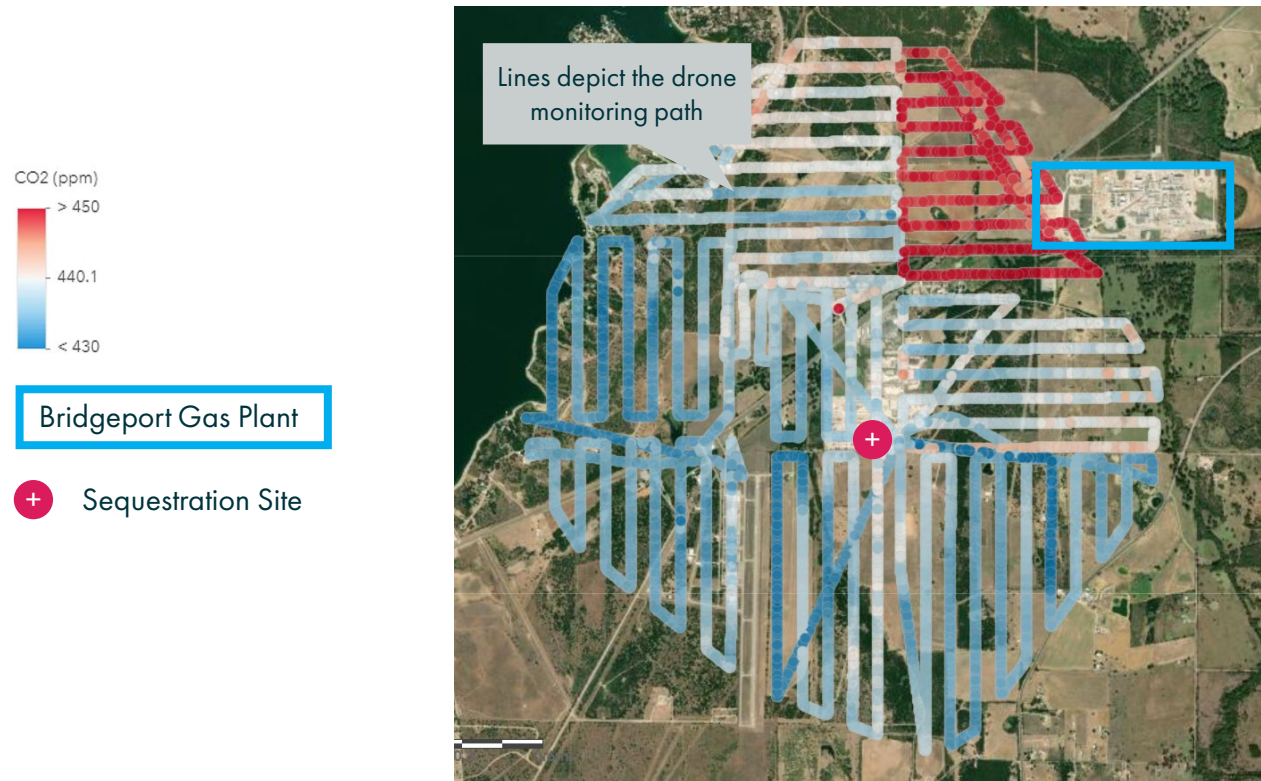 Lines depict the drone
monitoring path
CO2 (ppm)
> 450
440.1
< 430
Bridgeport Gas Plant
+ Sequestration Site
+